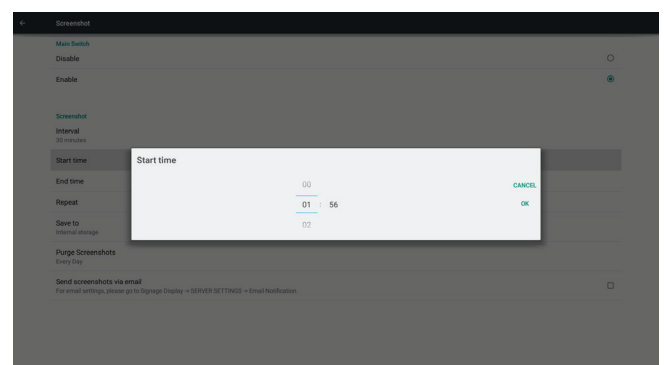 Screenshot
Main Switch
Disable
Enable
Screenshot
Interval
30 minutes
Start time
End time
Repeat
Save to
Internal storage
Purge Screenshots
Every Day
Send screenshots via email
For email settings, please go to Signage Display -> SERVER SETTINGS -> Email Notification.
Start time
00
01 : 56
02
CANCEL
OK